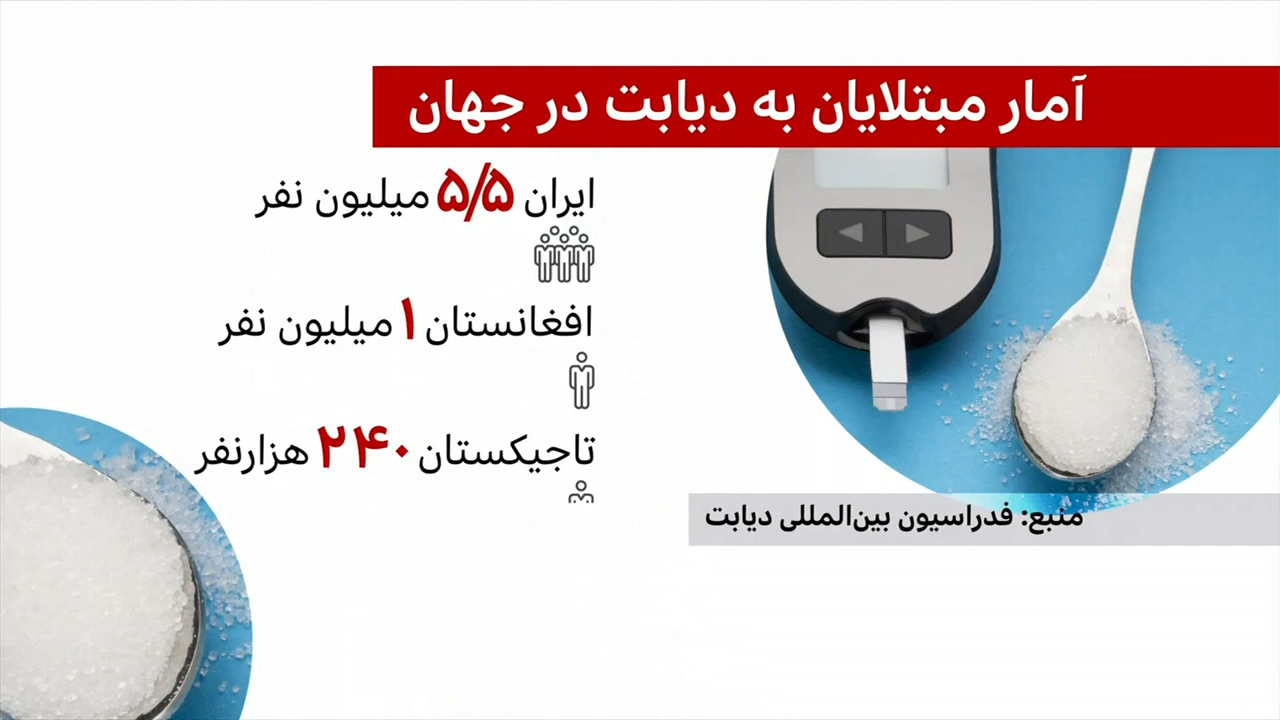 آمار مبتلایان به دیابت در جهان
ایران ۵/۵ میلیون نفر
افغانستان ۱ میلیون نفر
تاجیکستان ۲۴۰ هزارنفر
منبع: فدراسیون بین‌المللی دیابت